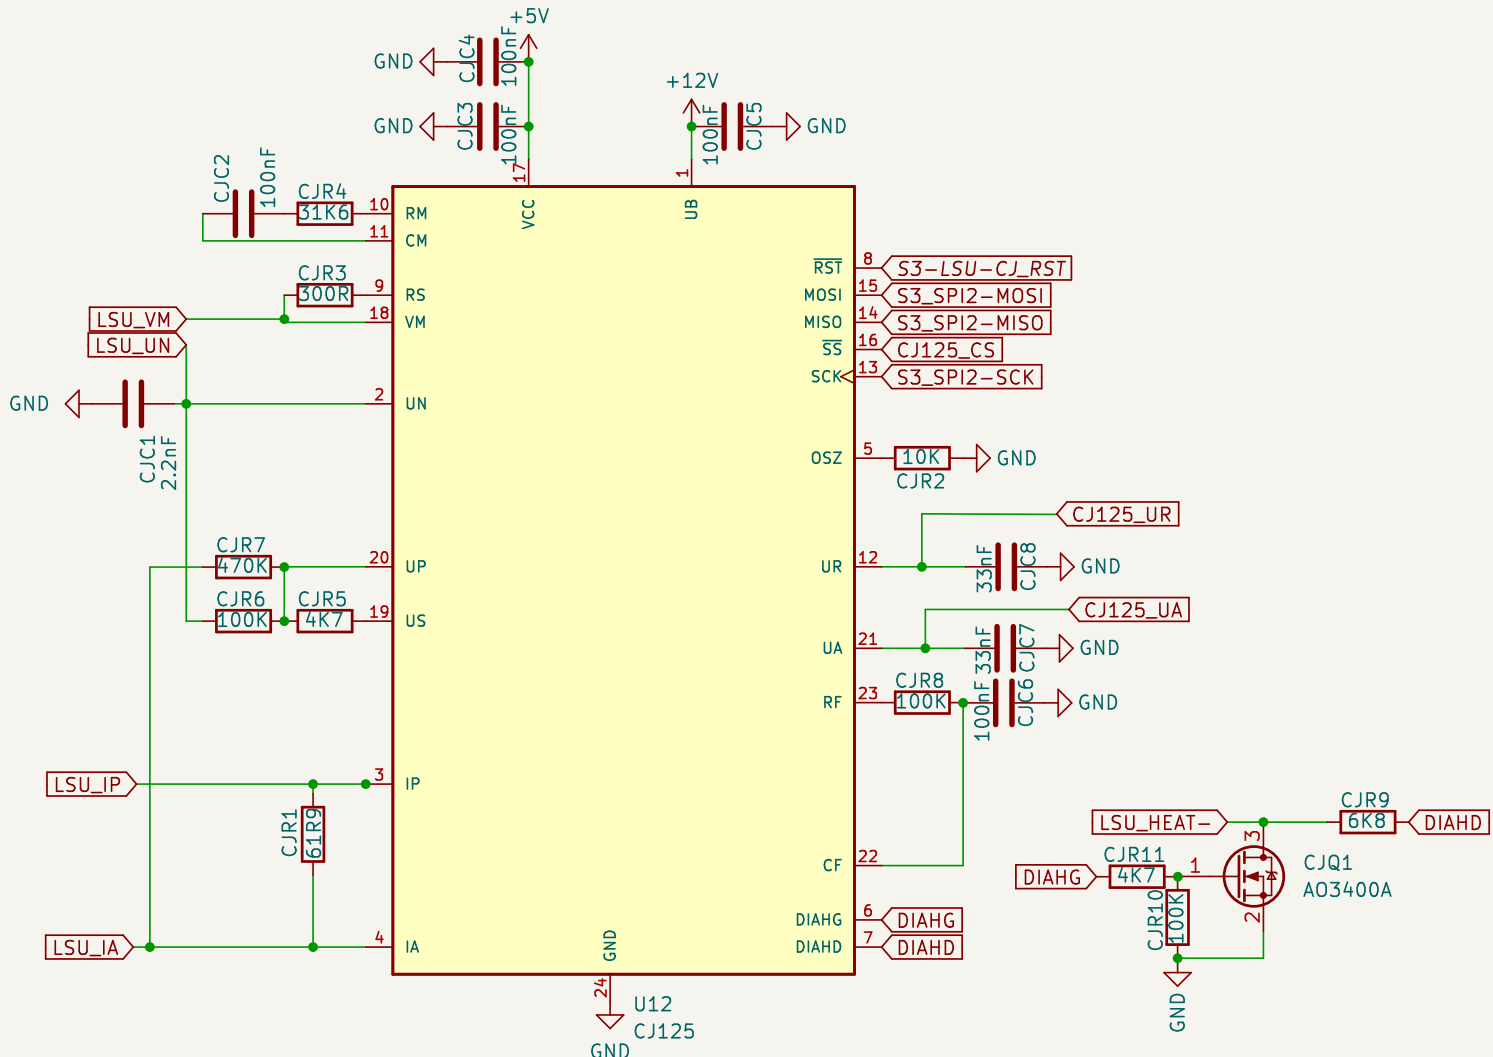 +5V
GND
CJC4
100nF
+12V
GND
CJC3
100nF
100nF
CJC5
GND
CJC2
100nF
17
1
CJR4
31K6
10
RM
VCC
UB
11
CM
CJR3
300R
9
RS
RST
8
S3-LSU-CJ_RST
MOSI
15
S3_SPI2-MOSI
LSU_VM
18
VM
MISO
14
S3_SPI2-MISO
LSU_UN
SS
16
CJ125_CS
SCK
13
S3_SPI2-SCK
GND
2
UN
CJC1
2.2nF
OSZ
5
10K
CJR2
GND
CJ125_UR
CJR7
470K
20
UP
UR
12
33nF
CJC8
GND
CJR6
100K
CJR5
4K7
19
US
CJ125_UA
UA
21
33nF
CJC7
GND
CJR8
RF
23
100K
100nF
CJC6
GND
LSU_IP
3
IP
CJR1
61R9
CF
22
LSU_HEAT-
CJR9
6K8
DIAHD
3
CJR11
DIAHG
4K7
1
CJQ1
AO3400A
CJR10
100K
2
DIAHG
6
DIAHG
LSU_IA
4
IA
GND
DIAHD
7
DIAHD
24
U12
CJ125
GND
GND